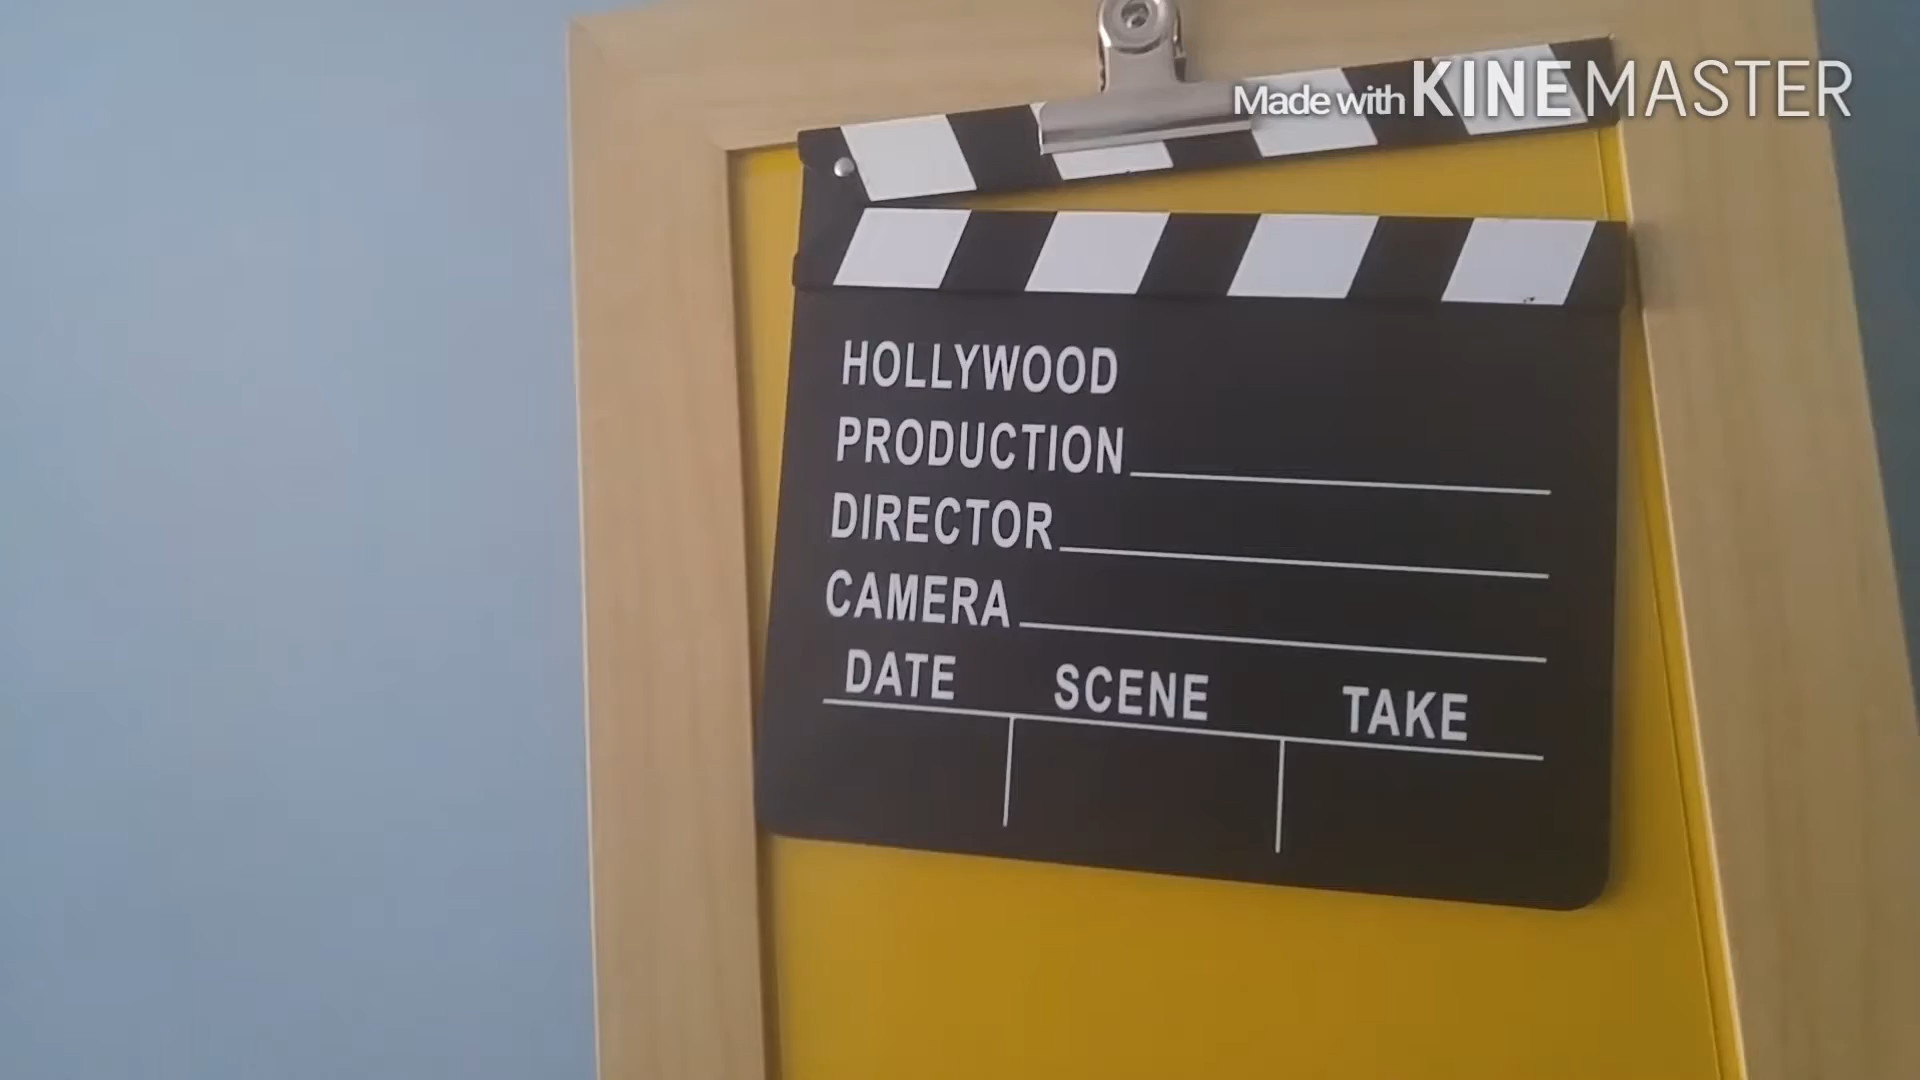 Made with KINEMASTER
HOLLYWOOD
PRODUCTION
DIRECTOR
CAMERA
DATE SCENE TAKE